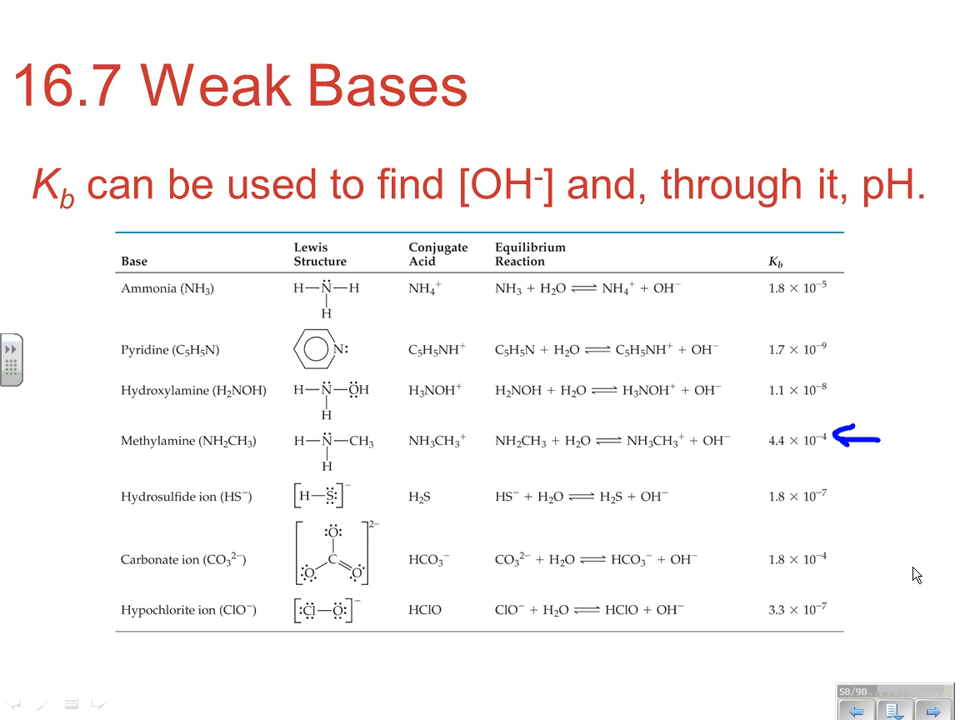 16.7 Weak Bases
K_b can be used to find [OH⁻] and, through it, pH.
Base Lewis Structure Conjugate Acid Equilibrium Reaction K_b
Ammonia (NH₃) H—N̈—H H NH₄⁺ NH₃ + H₂O ⇌ NH₄⁺ + OH⁻ 1.8 × 10⁻⁵
Pyridine (C₅H₅N) N: C₅H₅NH⁺ C₅H₅N + H₂O ⇌ C₅H₅NH⁺ + OH⁻ 1.7 × 10⁻⁹
Hydroxylamine (H₂NOH) H—N̈—ÖH H H₃NOH⁺ H₂NOH + H₂O ⇌ H₃NOH⁺ + OH⁻ 1.1 × 10⁻⁸
Methylamine (NH₂CH₃) H—N̈—CH₃ H NH₃CH₃⁺ NH₂CH₃ + H₂O ⇌ NH₃CH₃⁺ + OH⁻ 4.4 × 10⁻⁴
Hydrosulfide ion (HS⁻) [H—S̈:]⁻ H₂S HS⁻ + H₂O ⇌ H₂S + OH⁻ 1.8 × 10⁻⁷
Carbonate ion (CO₃²⁻) [:Ö: C O O]²⁻ HCO₃⁻ CO₃²⁻ + H₂O ⇌ HCO₃⁻ + OH⁻ 1.8 × 10⁻⁴
Hypochlorite ion (ClO⁻) [:C̈l—Ö:]⁻ HClO ClO⁻ + H₂O ⇌ HClO + OH⁻ 3.3 × 10⁻⁷
58/90